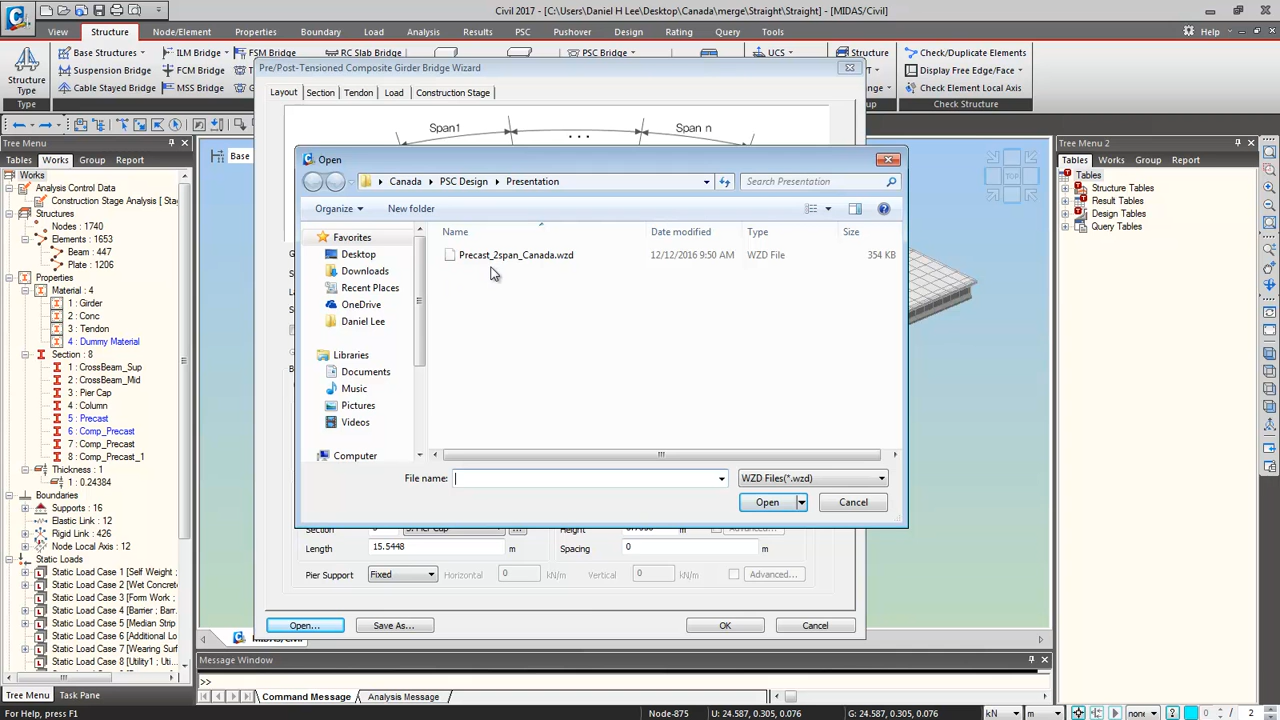 Civil 2017 - [C:\Users\Daniel H Lee\Desktop\Canada\merge\Straight\Straight] - [MIDAS/Civil]
View Structure Node/Element Properties Boundary Load Analysis Results PSC Pushover Design Rating Query Tools Help
Base Structures ILM Bridge FSM Bridge RC Slab Bridge PSC Bridge UCS Structure Check/Duplicate Elements
Structure Type Suspension Bridge FCM Bridge Display Free Edge/Face
Cable Stayed Bridge MSS Bridge Check Element Local Axis
Type Check Structure
Pre/Post-Tensioned Composite Girder Bridge Wizard
Layout Section Tendon Load Construction Stage
Span1 • • • Span n
Tree Menu
Tables Works Group Report
Works
Analysis Control Data
Construction Stage Analysis [ Stag
Structures
Nodes : 1740
Elements : 1653
Beam : 447
Plate : 1206
Properties
Material : 4
1 : Girder
2 : Conc
3 : Tendon
4 : Dummy Material
Section : 8
1 : CrossBeam_Sup
2 : CrossBeam_Mid
3 : Pier Cap
4 : Column
5 : Precast
6 : Comp_Precast
7 : Comp_Precast
8 : Comp_Precast_1
Thickness : 1
1 : 0.24384
Boundaries
Supports : 16
Elastic Link : 12
Rigid Link : 426
Node Local Axis : 12
Static Loads
Static Load Case 1 [Self Weight ;
Static Load Case 2 [Wet Concrete
Static Load Case 3 [Form Work ;
Static Load Case 4 [Barrier ; Barr
Static Load Case 5 [Median Strip
Static Load Case 6 [Additional Lo
Static Load Case 7 [Wearing Surf
Static Load Case 8 [Utility1 ; Utili
Tree Menu Task Pane
Base
TOP
Open
Canada PSC Design Presentation Search Presentation
Organize New folder
Favorites
Desktop
Downloads
Recent Places
OneDrive
Daniel Lee
Libraries
Documents
Music
Pictures
Videos
Computer
Name Date modified Type Size
Precast_2span_Canada.wzd 12/12/2016 9:50 AM WZD File 354 KB
File name: WZD Files(*.wzd)
Open Cancel
Section Height m
Length 15.5448 m Spacing 0 m
Pier Support Fixed Horizontal 0 kN/m Vertical 0 kN/m Advanced...
Open... Save As... OK Cancel
MIDAS/Civil
Message Window
>>
Command Message Analysis Message
Tree Menu 2
Tables Works Group Report
Tables
Structure Tables
Result Tables
Design Tables
Query Tables
For Help, press F1 Node-875 U: 24.587, 0.305, 0.076 G: 24.587, 0.305, 0.076 kN m none ? 0 / 2